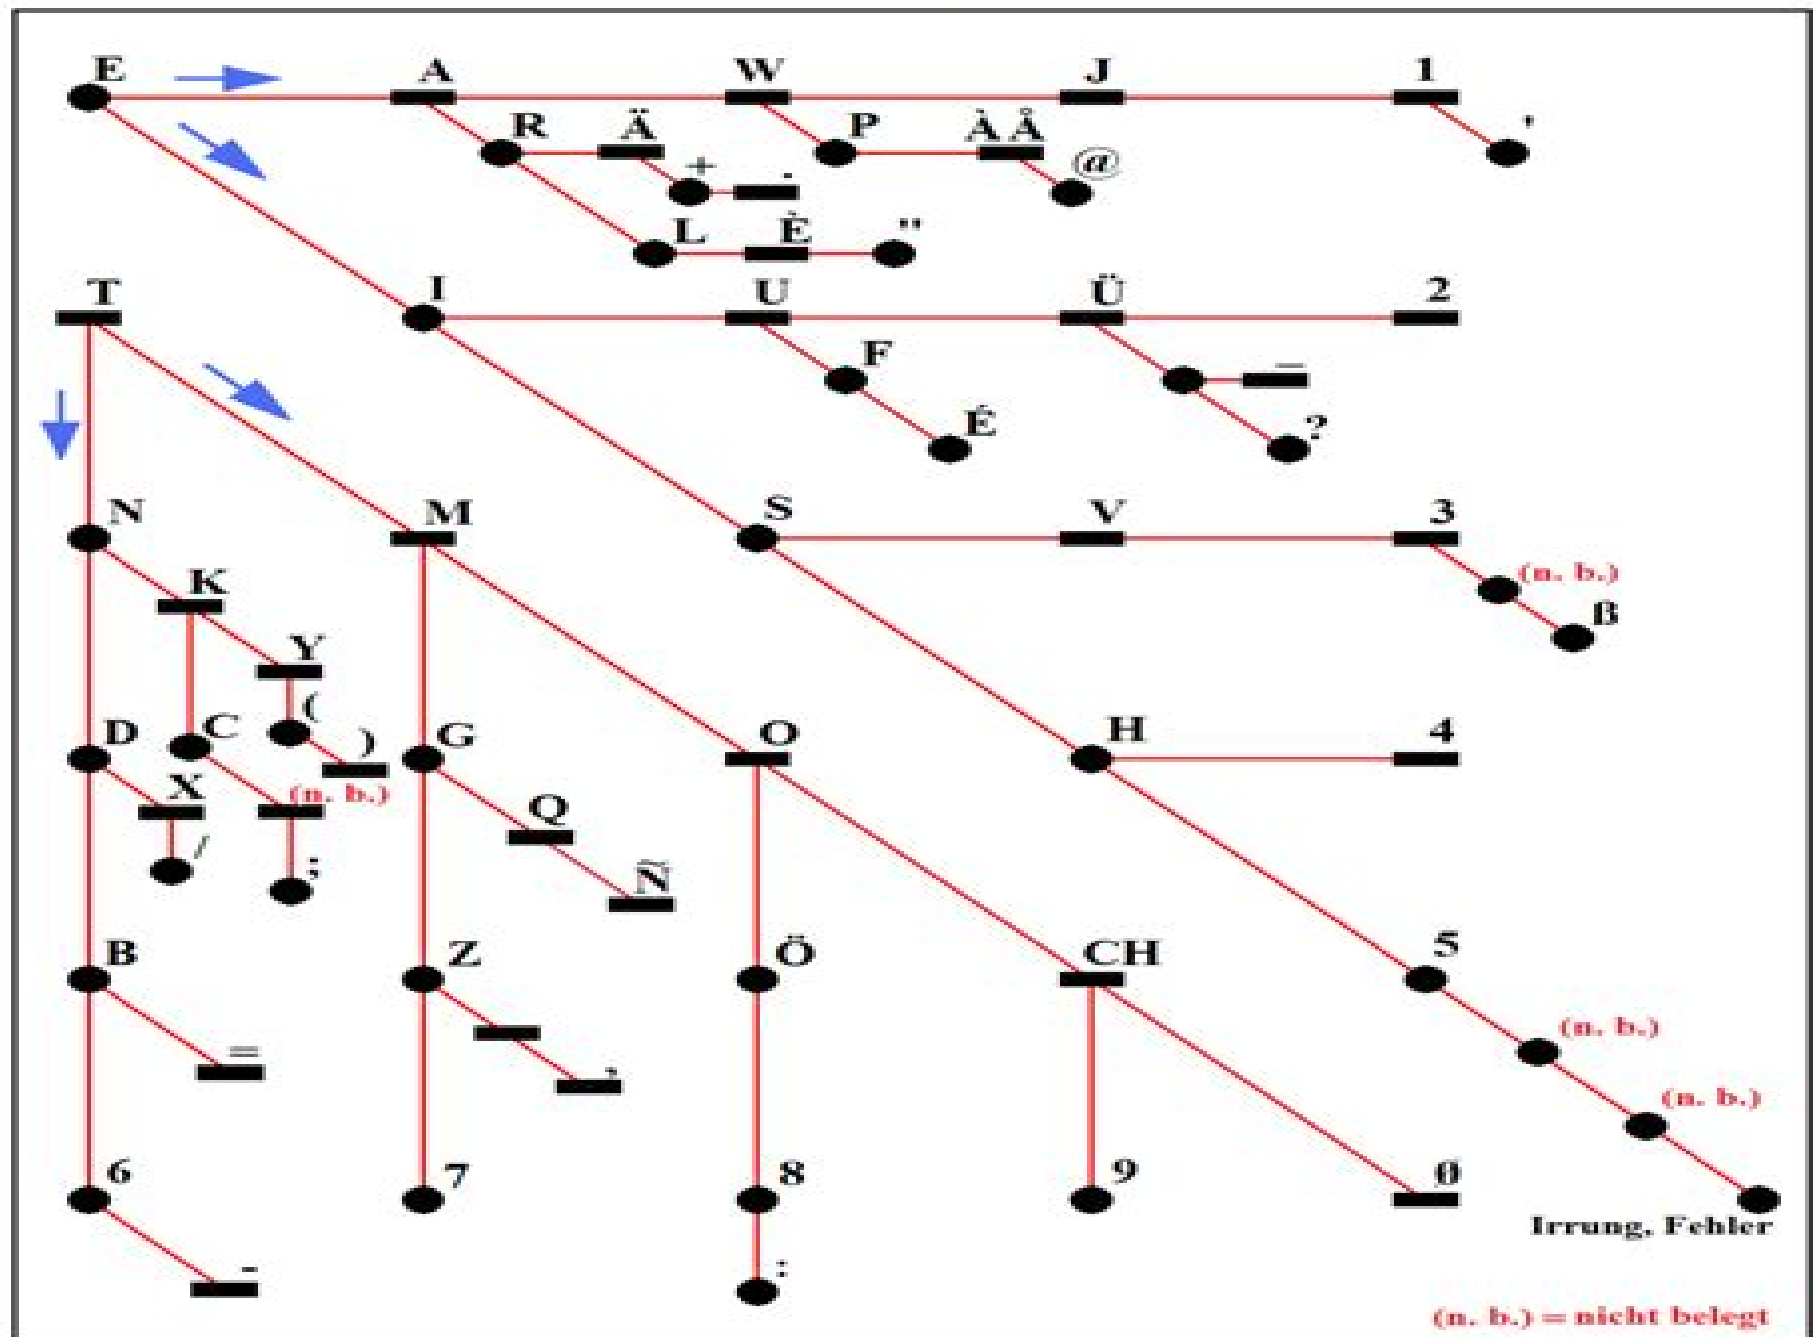 E A W J 1
R Ä P À Å '
+ . @
L È "
T I U Ü 2
F _
É ?
N M S V 3
K (n. b.)
ß
Y
( H 4
D C ) G O
X (n. b.) Q
/ ; Ñ
B Z Ö CH 5
= , (n. b.)
(n. b.)
6 7 8 9 0
Irrung, Fehler
- :
(n. b.) = nicht belegt